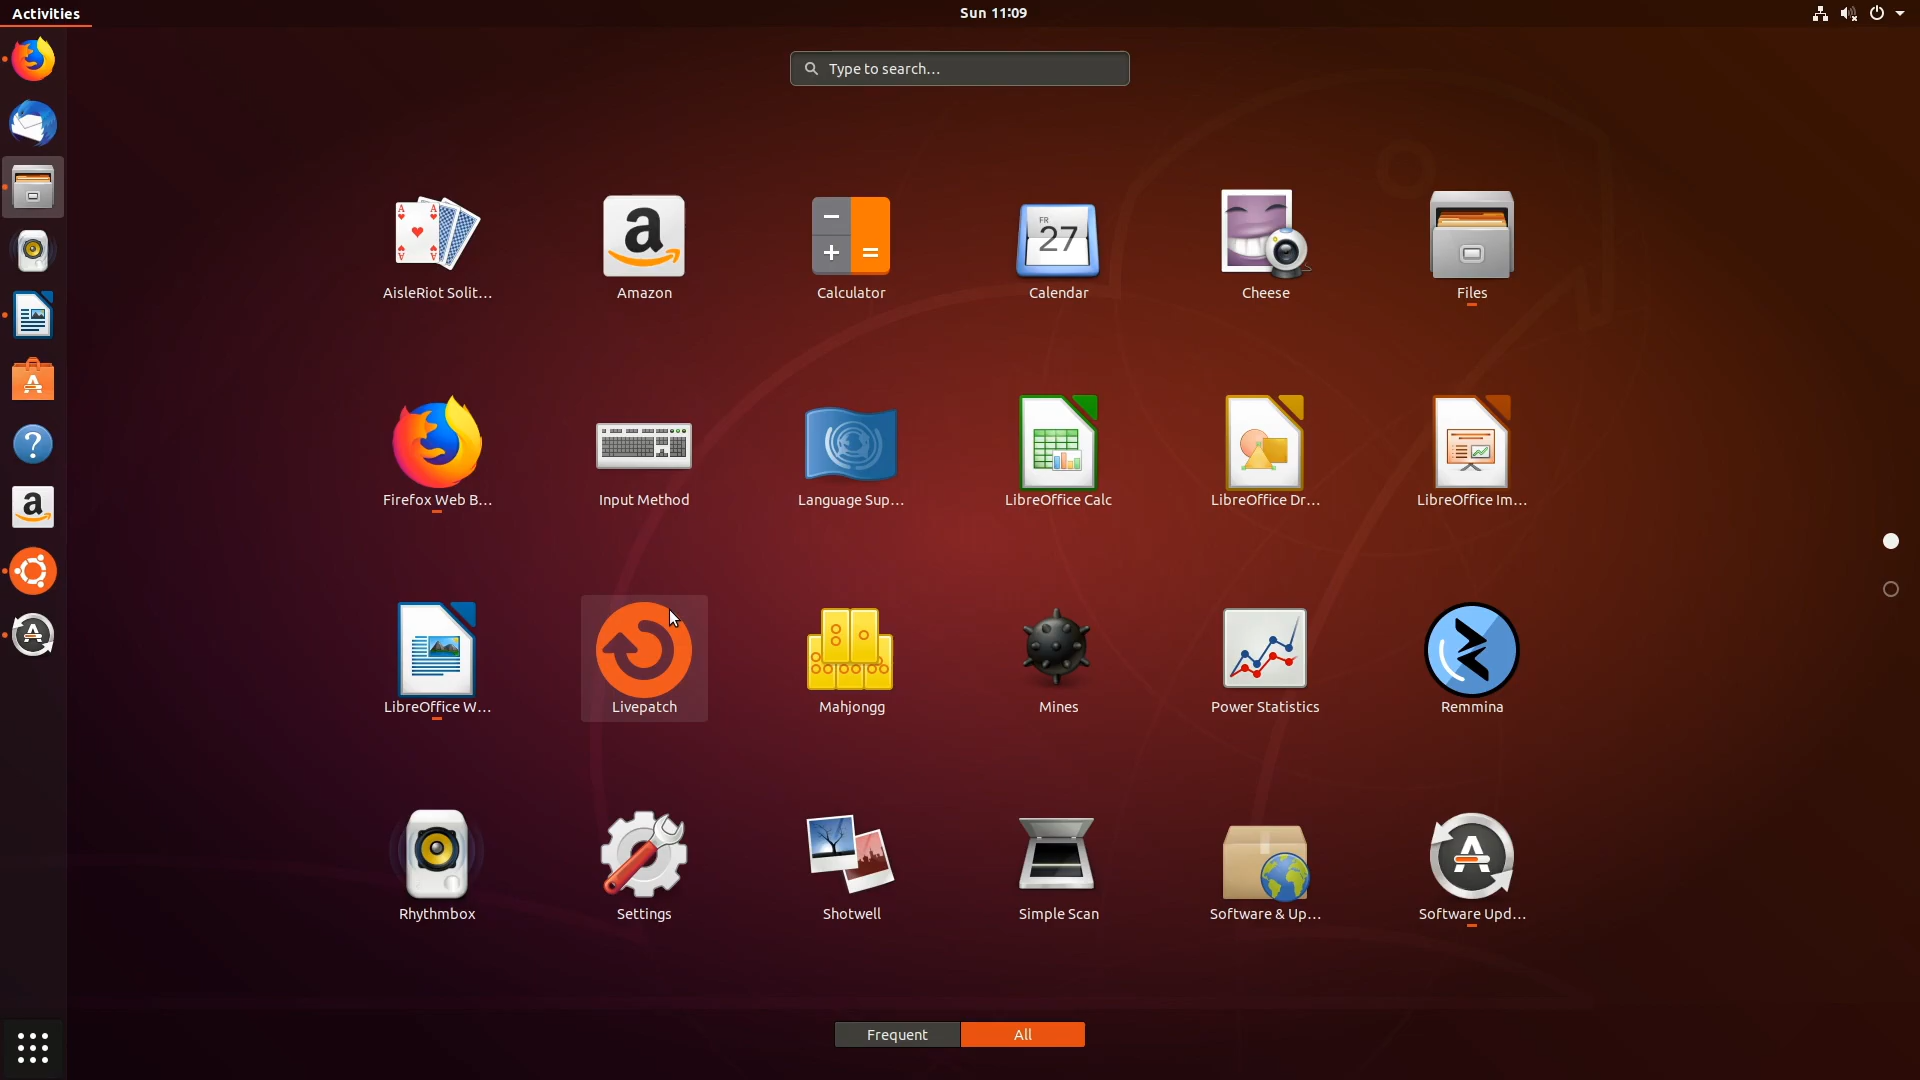 Activities
Sun 11:09
Type to search...
AisleRiot Solit...
Amazon
Calculator
Calendar
Cheese
Files
Firefox Web B...
Input Method
Language Sup...
LibreOffice Calc
LibreOffice Dr...
LibreOffice Im...
LibreOffice W...
Livepatch
Mahjongg
Mines
Power Statistics
Remmina
Rhythmbox
Settings
Shotwell
Simple Scan
Software & Up...
Software Upd...
Frequent
All
FR
27